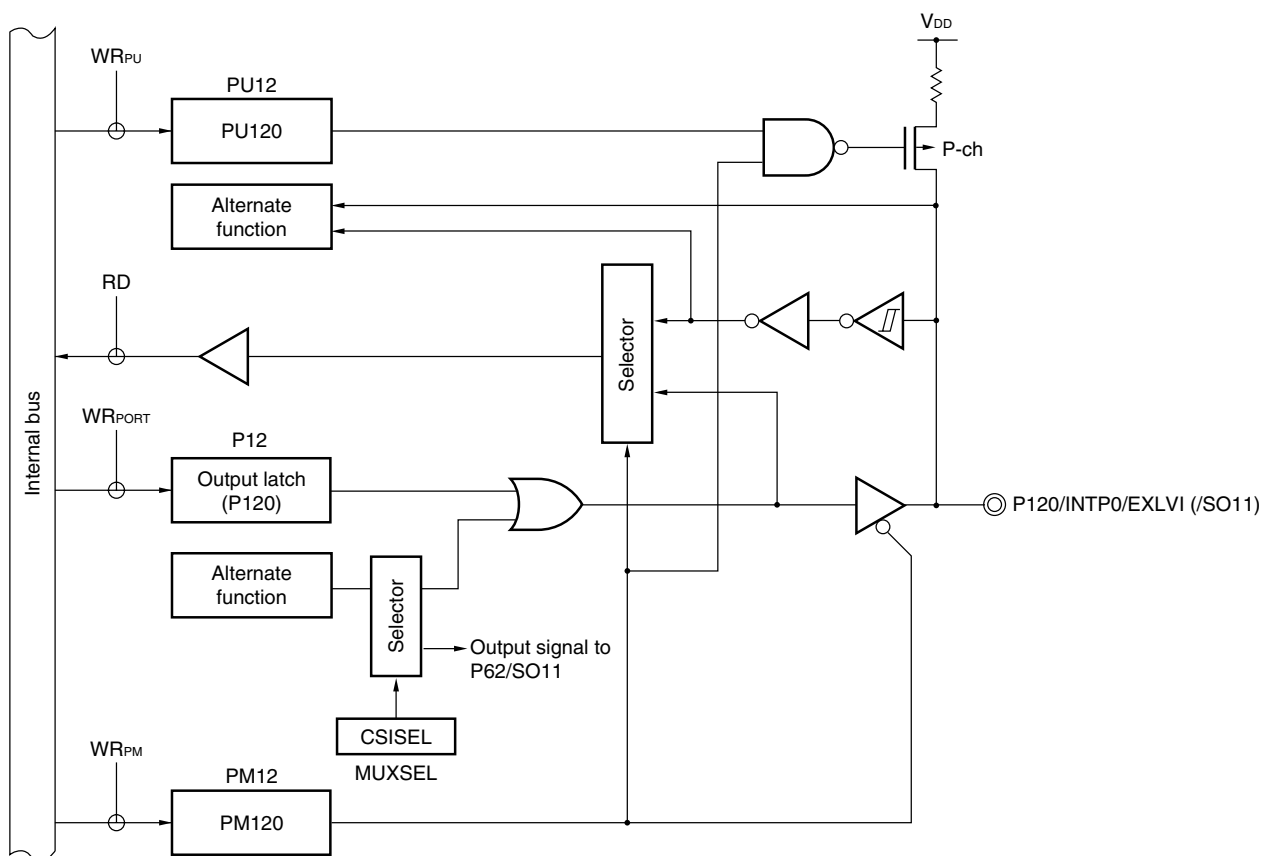 VDD
WRPU
PU12
PU120
P-ch
Alternate
function
RD
Selector
WRPORT
Internal bus
P12
Output latch
(P120)
P120/INTP0/EXLVI (/SO11)
Alternate
function
Selector
Output signal to
P62/SO11
CSISEL
MUXSEL
WRPM
PM12
PM120